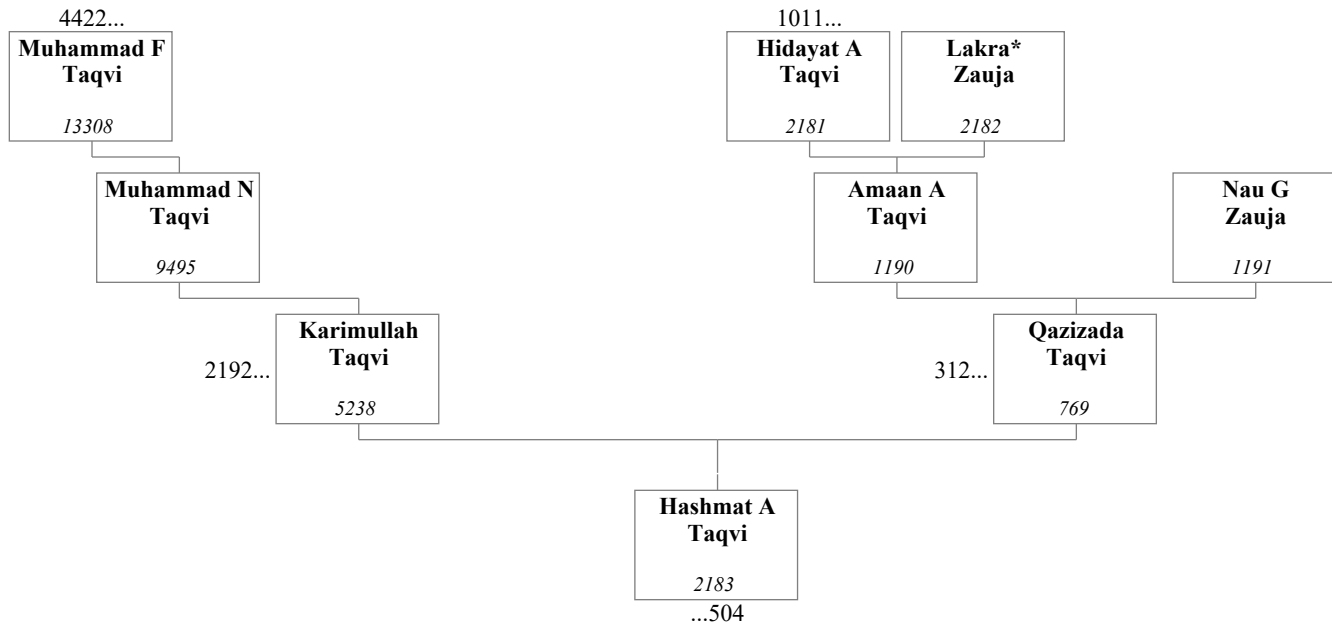 4422...
Muhammad F
Taqvi
13308
1011...
Hidayat A
Taqvi
2181
Lakra*
Zauja
2182
Muhammad N
Taqvi
9495
Amaan A
Taqvi
1190
Nau G
Zauja
1191
2192...
Karimullah
Taqvi
5238
312...
Qazizada
Taqvi
769
Hashmat A
Taqvi
2183
...504